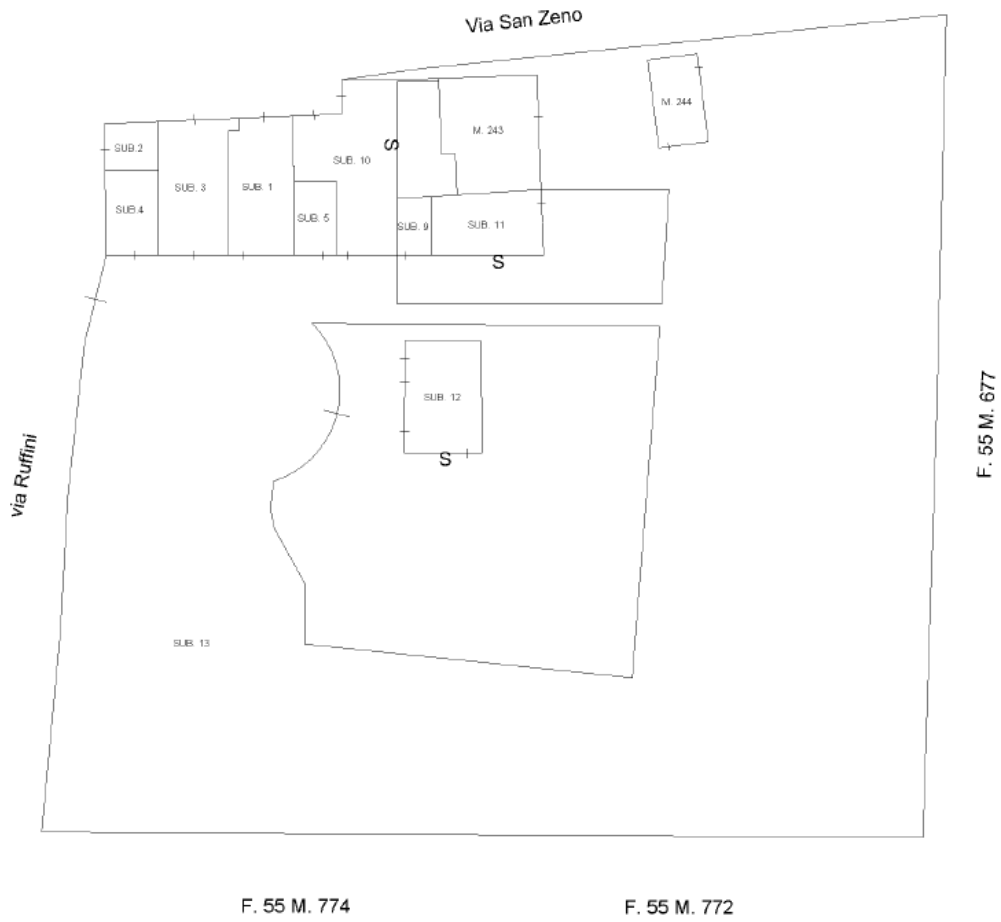 Via San Zeno
M. 244
M. 243
SUB.2
S
SUB. 10
SUB. 3
SUB. 1
SUB.4
SUB. 5
SUB. 9
SUB. 11
S
SUB. 12
F. 55 M. 677
S
via Ruffini
SUB. 13
F. 55 M. 774
F. 55 M. 772